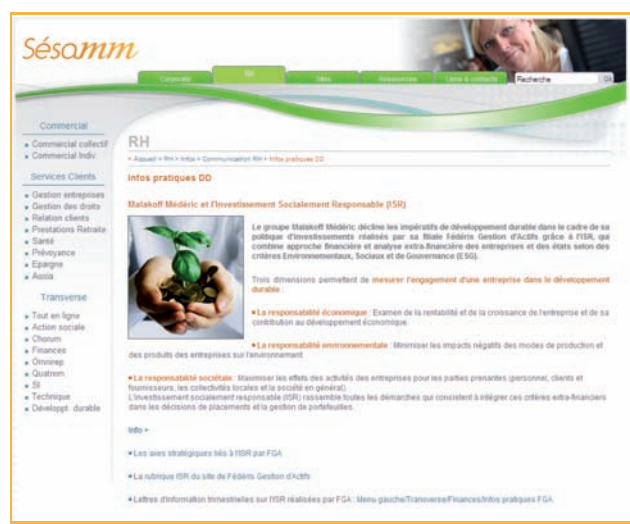 Sésamm
Corporate RH Sites Ressources Liens & contacts Recherche OK
Commercial
Commercial collectif
Commercial Indiv.
Services Clients
Gestion entreprises
Gestion des droits
Relation clients
Prestations Retraite
Santé
Prévoyance
Epargne
Assia
Transverse
Tout en ligne
Action sociale
Chorum
Finances
Omnirep
Quatrem
SI
Technique
Développt. durable
RH
Accueil > RH > Infos > Communication RH > Infos pratiques DD
Infos pratiques DD
Malakoff Médéric et l'Investissement Socialement Responsable (ISR)
Le groupe Malakoff Médéric décline les impératifs de développement durable dans le cadre de sa
politique d'investissements réalisés par sa filiale Fédéris Gestion d'Actifs grâce à l'ISR, qui
combine approche financière et analyse extra-financière des entreprises et des états selon des
critères Environnementaux, Sociaux et de Gouvernance (ESG).
Trois dimensions permettent de mesurer l'engagement d'une entreprise dans le développement
durable :
La responsabilité économique : Examen de la rentabilité et de la croissance de l'entreprise et de sa
contribution au développement économique.
La responsabilité environnementale : Minimiser les impacts négatifs des modes de production et
des produits des entreprises sur l'environnement
La responsabilité sociétale : Maximiser les effets des activités des entreprises pour les parties prenantes (personnel, clients et
fournisseurs, les collectivités locales et la société en général).
L'investissement socialement responsable (ISR) rassemble toutes les démarches qui consistent à intégrer ces critères extra-financiers
dans les décisions de placements et la gestion de portefeuilles.
Info +
Les axes stratégiques liés à l'ISR par FGA
La rubrique ISR du site de Fédéris Gestion d'Actifs
Lettres d'information trimestrielles sur l'ISR réalisées par FGA : Menu gauche/Transverse/Finances/Infos pratiques FGA